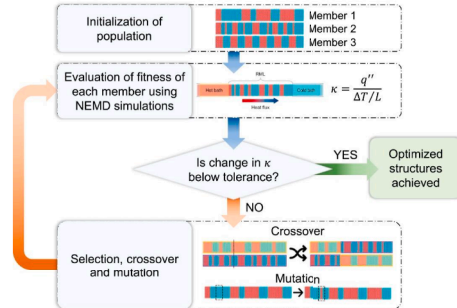 Initialization
of population
Member 1
Member 2
Member 3
Evaluation of fitness of
each member using
NEMD simulations
RML
Hot bath
Cold bath
Heat flux
κ = q′′ / ΔT/L
Is change in κ
below tolerance?
YES
Optimized
structures
achieved
NO
Selection, crossover
and mutation
Crossover
Mutation